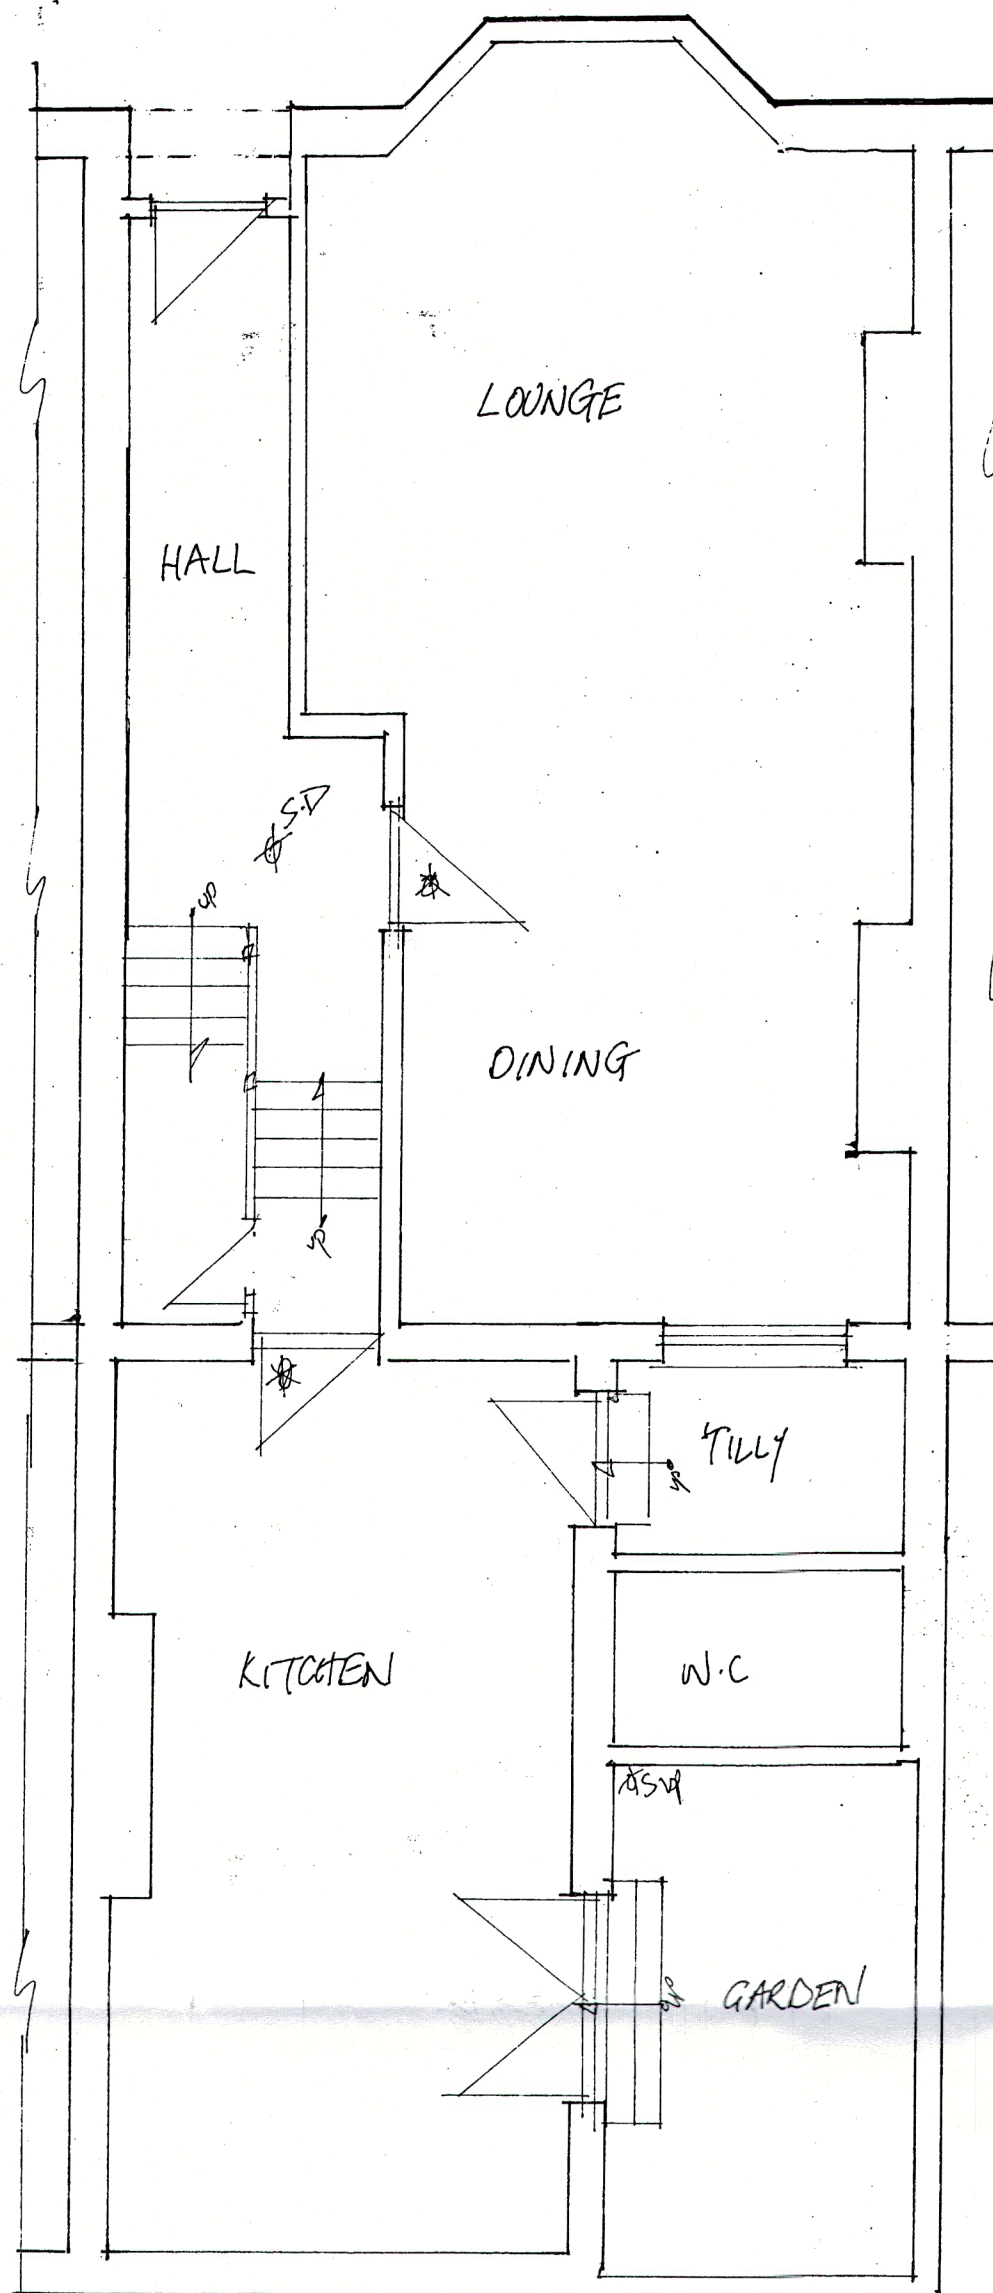 LOUNGE
HALL
S.D
UP
DINING
UP
TILLY
UP
KITCHEN
W.C
SVP
UP
GARDEN